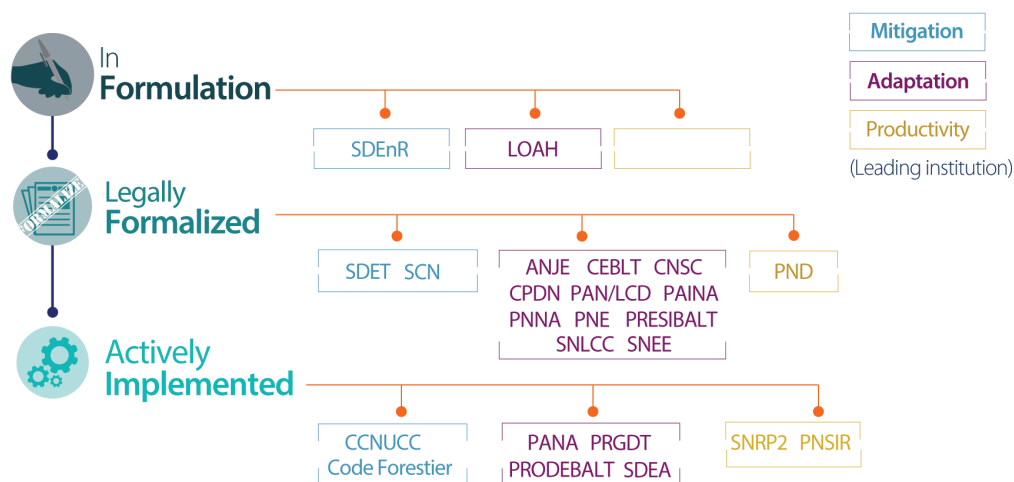 In
Formulation
Mitigation
Adaptation
Productivity
(Leading institution)
SDEnR
LOAH
Legally
Formalized
SDET SCN
ANJE CEBLT CNSC
CPDN PAN/LCD PAINA
PNNA PNE PRESIBALT
SNLCC SNEE
PND
Actively
Implemented
CCNUCC
Code Forestier
PANA PRGDT
PRODEBALT SDEA
SNRP2 PNSIR